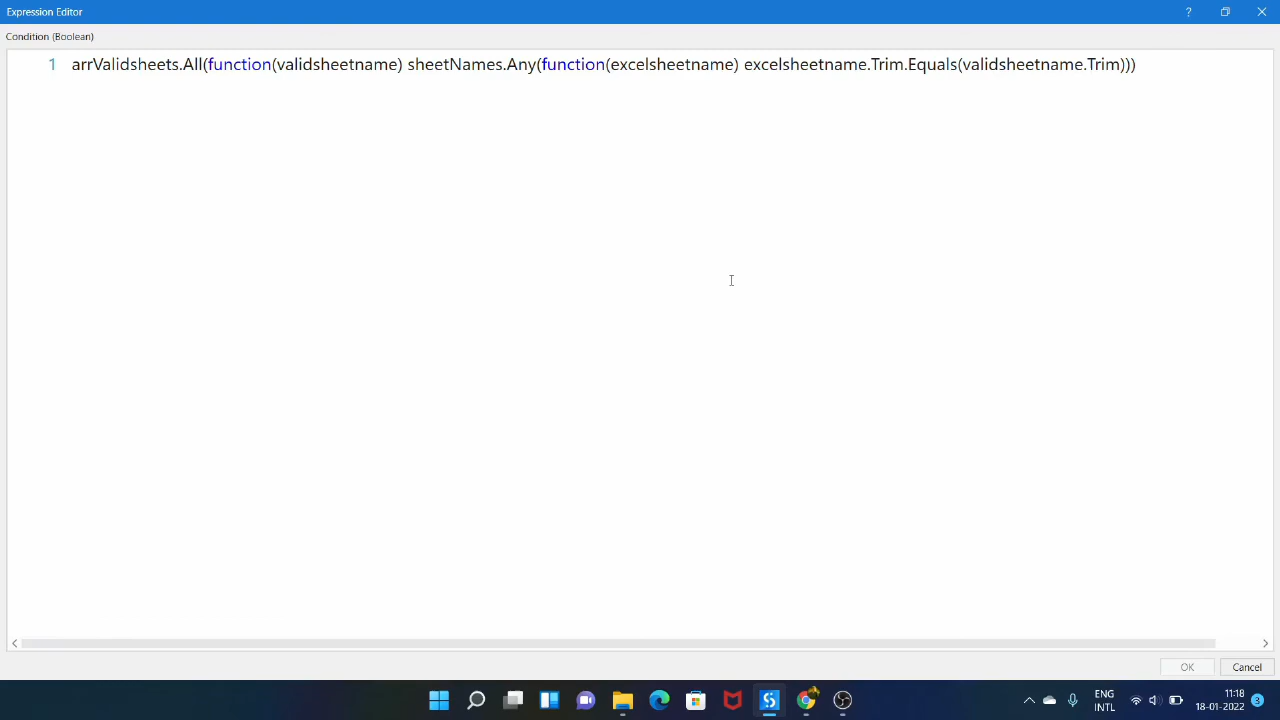 Expression Editor
?
Condition (Boolean)
1 arrValidsheets.All(function(validsheetname) sheetNames.Any(function(excelsheetname) excelsheetname.Trim.Equals(validsheetname.Trim)))
OK Cancel
ENG
INTL
11:18
18-01-2022
3